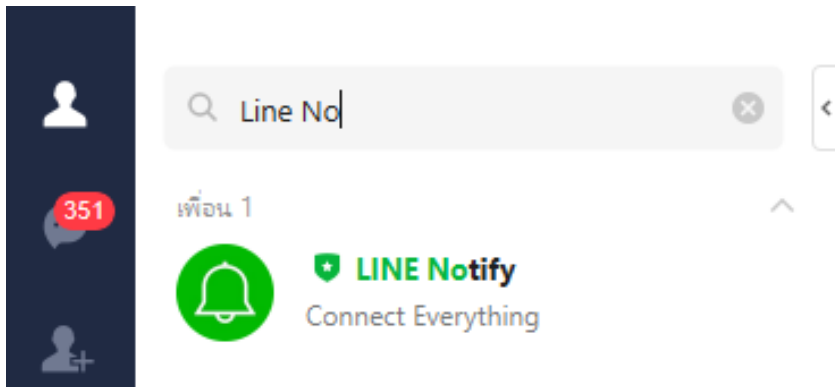 Line No
351
เพื่อน 1
LINE Notify
Connect Everything